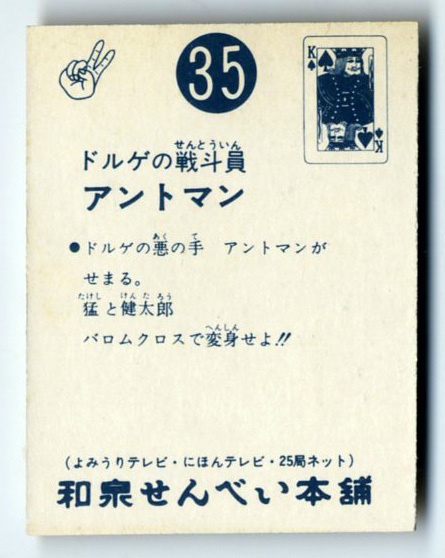 35
K
K
せんとういん
ドルゲの戦斗員
アントマン
あく て
●ドルゲの悪の手 アントマンが
せまる。
たけし けんたろう
猛と健太郎
へんしん
バロムクロスで変身せよ!!
(よみうりテレビ・にほんテレビ・25局ネット)
和泉せんべい本舗